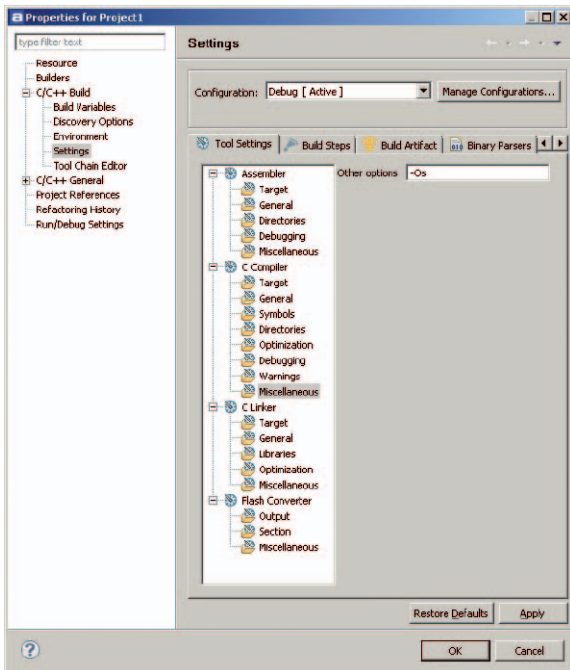 Properties for Project1
type filter text
Resource
Builders
C/C++ Build
Build Variables
Discovery Options
Environment
Settings
Tool Chain Editor
C/C++ General
Project References
Refactoring History
Run/Debug Settings
Settings
Configuration: Debug [ Active ] Manage Configurations...
Tool Settings Build Steps Build Artifact Binary Parsers
Assembler
Target
General
Directories
Debugging
Miscellaneous
C Compiler
Target
General
Symbols
Directories
Optimization
Debugging
Warnings
Miscellaneous
C Linker
Target
General
Libraries
Optimization
Miscellaneous
Flash Converter
Output
Section
Miscellaneous
Other options -Os
Restore Defaults Apply
? OK Cancel